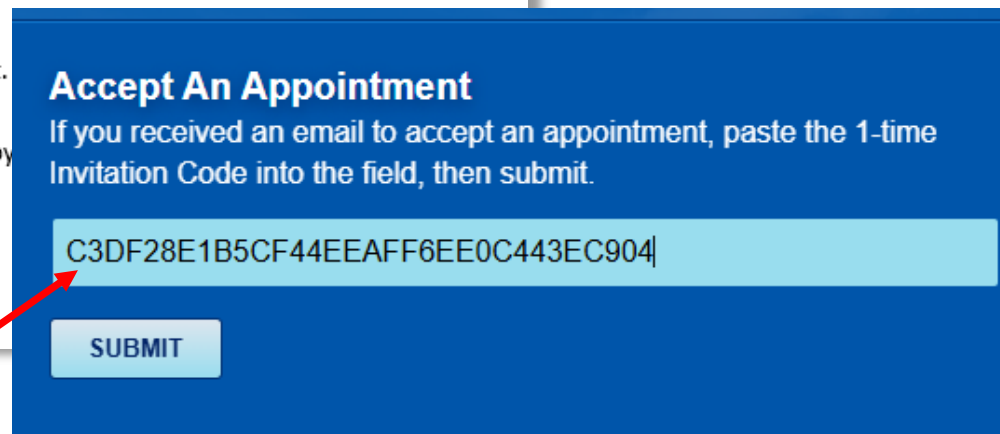 Accept An Appointment
If you received an email to accept an appointment, paste the 1-time
Invitation Code into the field, then submit.
C3DF28E1B5CF44EEAFF6EE0C443EC904
SUBMIT